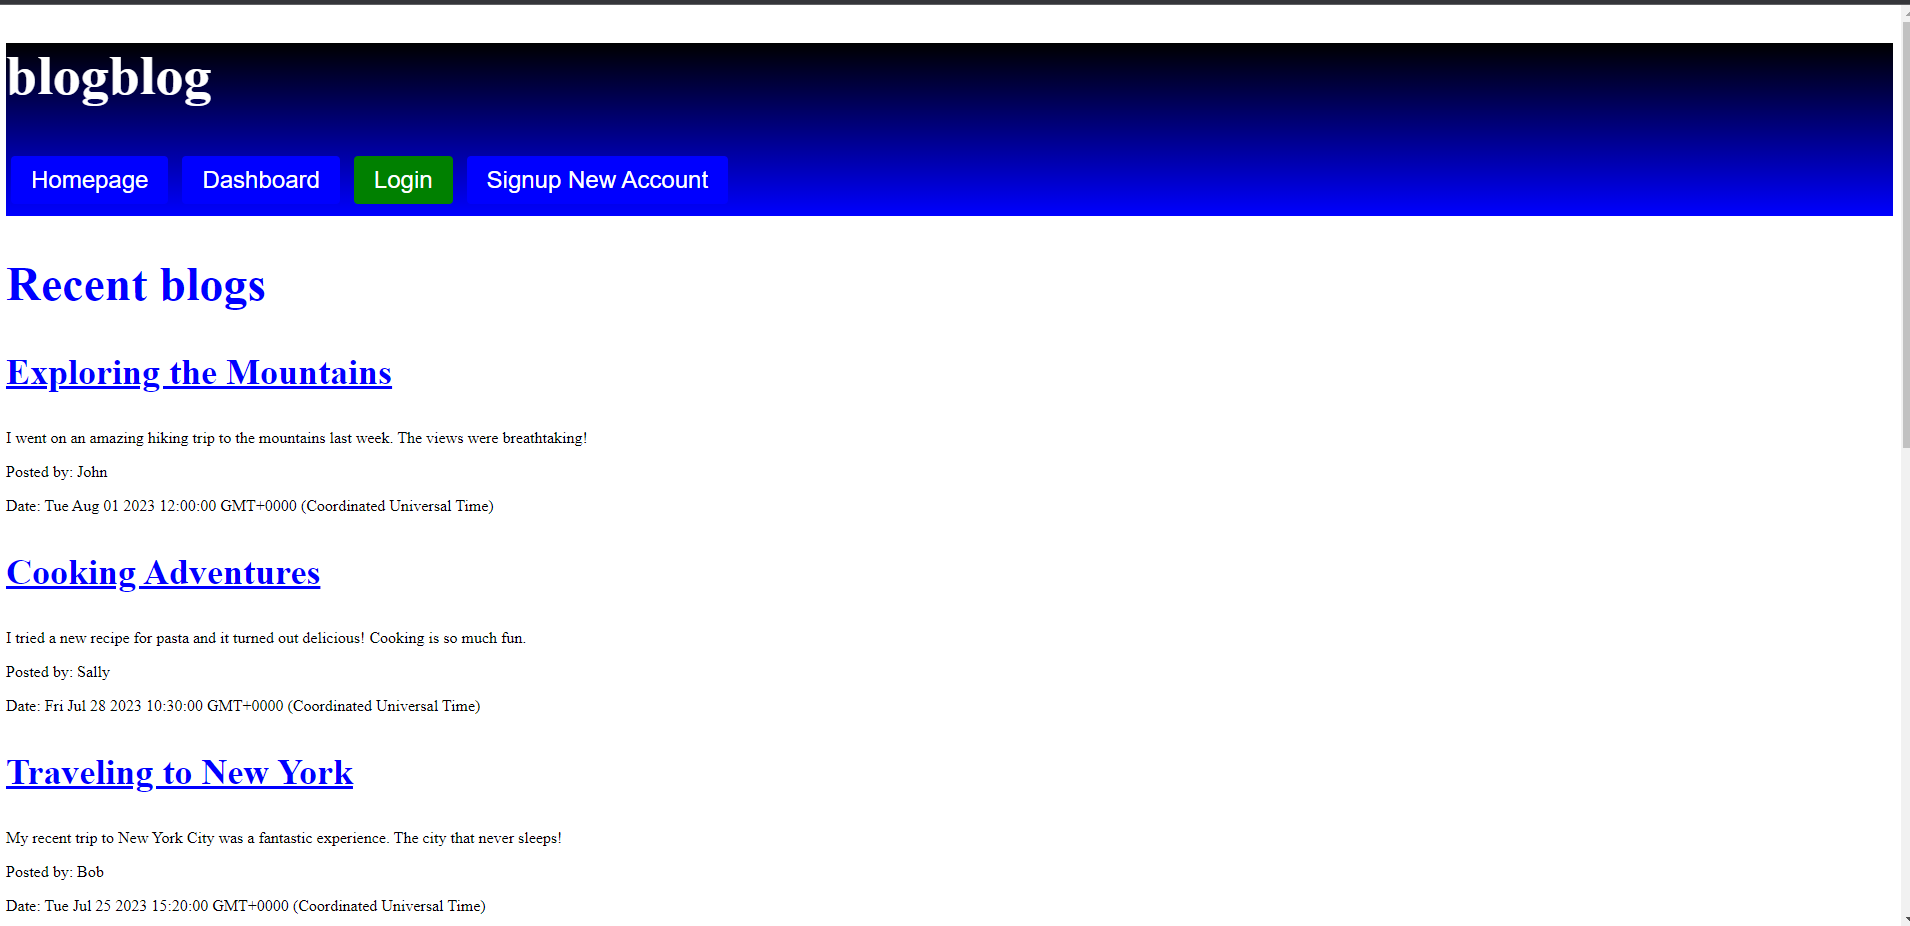 blogblog
Homepage Dashboard Login Signup New Account
Recent blogs
Exploring the Mountains
I went on an amazing hiking trip to the mountains last week. The views were breathtaking!
Posted by: John
Date: Tue Aug 01 2023 12:00:00 GMT+0000 (Coordinated Universal Time)
Cooking Adventures
I tried a new recipe for pasta and it turned out delicious! Cooking is so much fun.
Posted by: Sally
Date: Fri Jul 28 2023 10:30:00 GMT+0000 (Coordinated Universal Time)
Traveling to New York
My recent trip to New York City was a fantastic experience. The city that never sleeps!
Posted by: Bob
Date: Tue Jul 25 2023 15:20:00 GMT+0000 (Coordinated Universal Time)